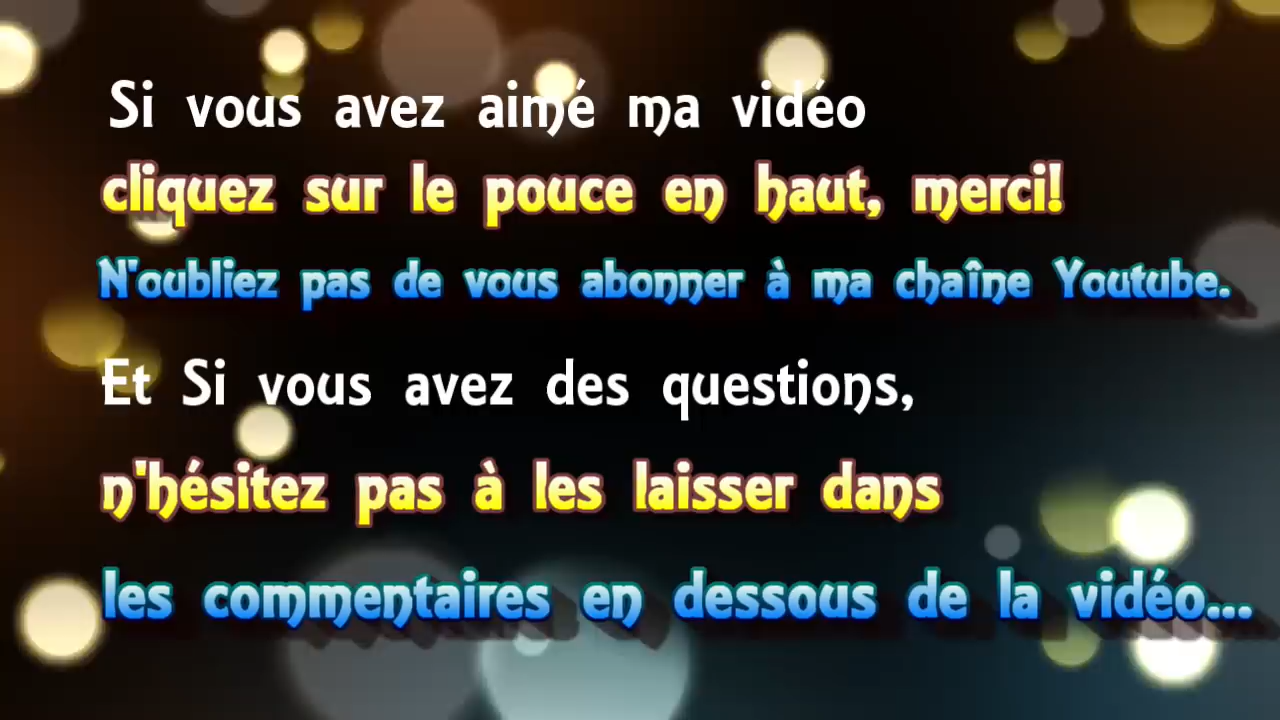 Si vous avez aimé ma vidéo
cliquez sur le pouce en haut, merci!
N'oubliez pas de vous abonner à ma chaîne Youtube.
Et Si vous avez des questions,
n'hésitez pas à les laisser dans
les commentaires en dessous de la vidéo...